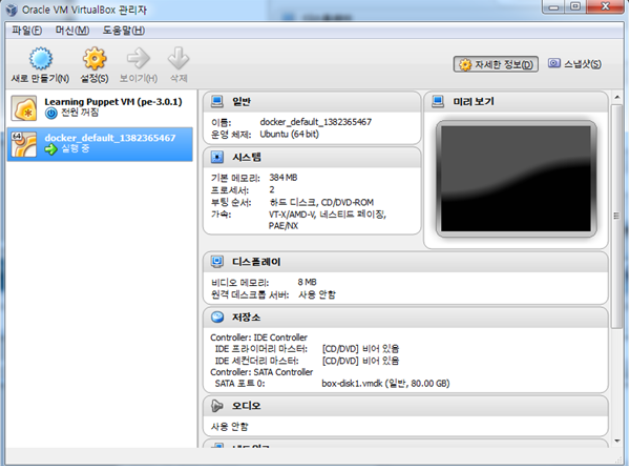 Oracle VM VirtualBox 관리자
파일(F) 머신(M) 도움말(H)
새로 만들기(N) 설정(S) 보이기(H) 삭제
자세한 정보(D) 스냅샷(S)
Learning Puppet VM (pe-3.0.1)
전원 꺼짐
64
docker_default_1382365467
실행 중
일반
이름: docker_default_1382365467
운영 체제: Ubuntu (64 bit)
시스템
기본 메모리: 384 MB
프로세서: 2
부팅 순서: 하드 디스크, CD/DVD-ROM
가속: VT-X/AMD-V, 네스티드 페이징,
PAE/NX
미리 보기
디스플레이
비디오 메모리: 8 MB
원격 데스크톱 서버: 사용 안함
저장소
Controller: IDE Controller
IDE 프라이머리 마스터: [CD/DVD] 비어 있음
IDE 세컨더리 마스터: [CD/DVD] 비어 있음
Controller: SATA Controller
SATA 포트 0: box-disk1.vmdk (일반, 80.00 GB)
오디오
사용 안함